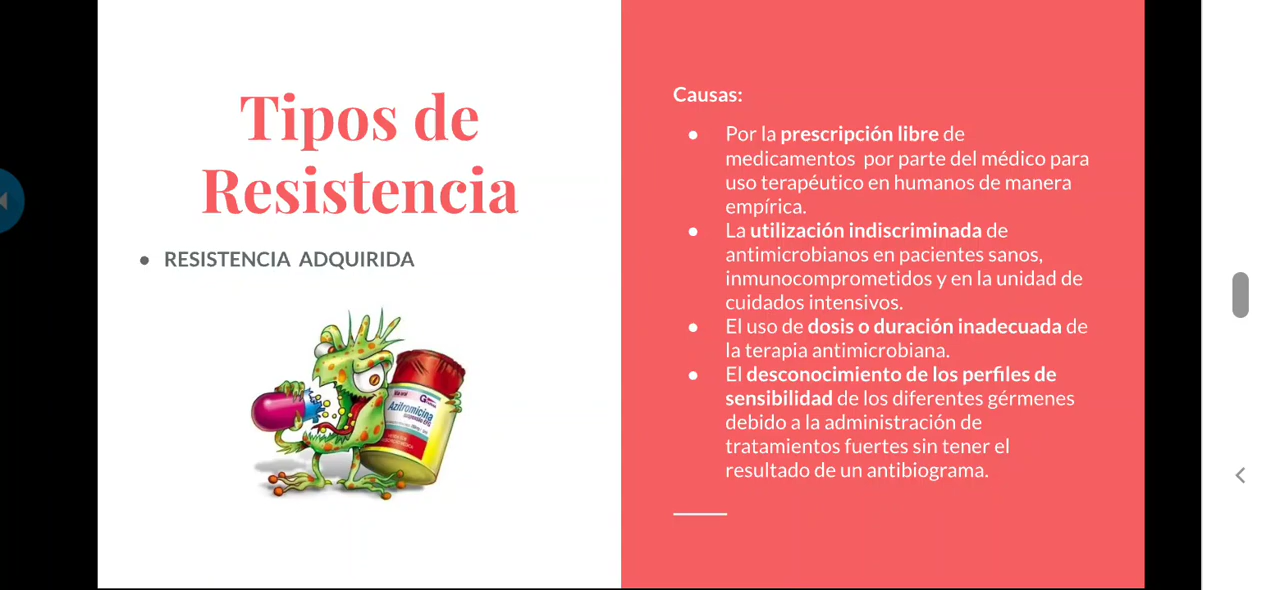 Tipos de
Resistencia
● RESISTENCIA ADQUIRIDA
Azitromicina
Causas:
● Por la prescripción libre de
medicamentos por parte del médico para
uso terapéutico en humanos de manera
empírica.
● La utilización indiscriminada de
antimicrobianos en pacientes sanos,
inmunocomprometidos y en la unidad de
cuidados intensivos.
● El uso de dosis o duración inadecuada de
la terapia antimicrobiana.
● El desconocimiento de los perfiles de
sensibilidad de los diferentes gérmenes
debido a la administración de
tratamientos fuertes sin tener el
resultado de un antibiograma.